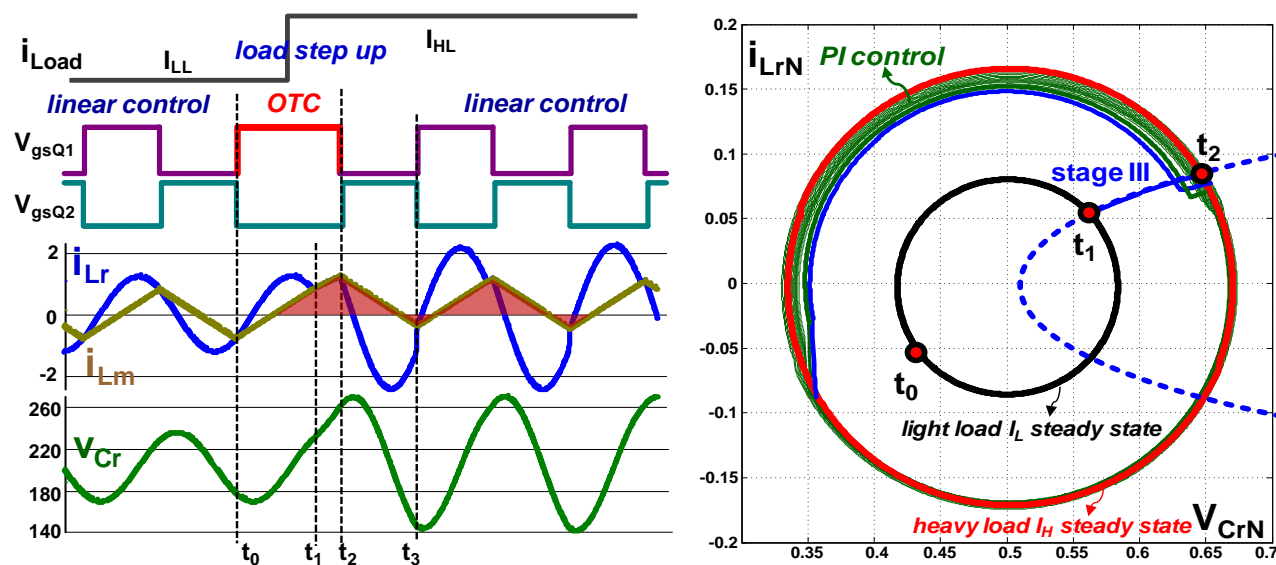 iLoad
ILL
load step up
IHL
linear control
OTC
linear control
VgsQ1
VgsQ2
2
iLr
0
iLm
-2
260
220
vCr
180
140
t0
t1
t2
t3
0.2
iLrN
PI control
0.15
t2
0.1
stage III
0.05
t1
0
-0.05
t0
-0.1
light load IL steady state
-0.15
heavy load IH steady state
VCrN
-0.2
0.35
0.4
0.45
0.5
0.55
0.6
0.65
0.7